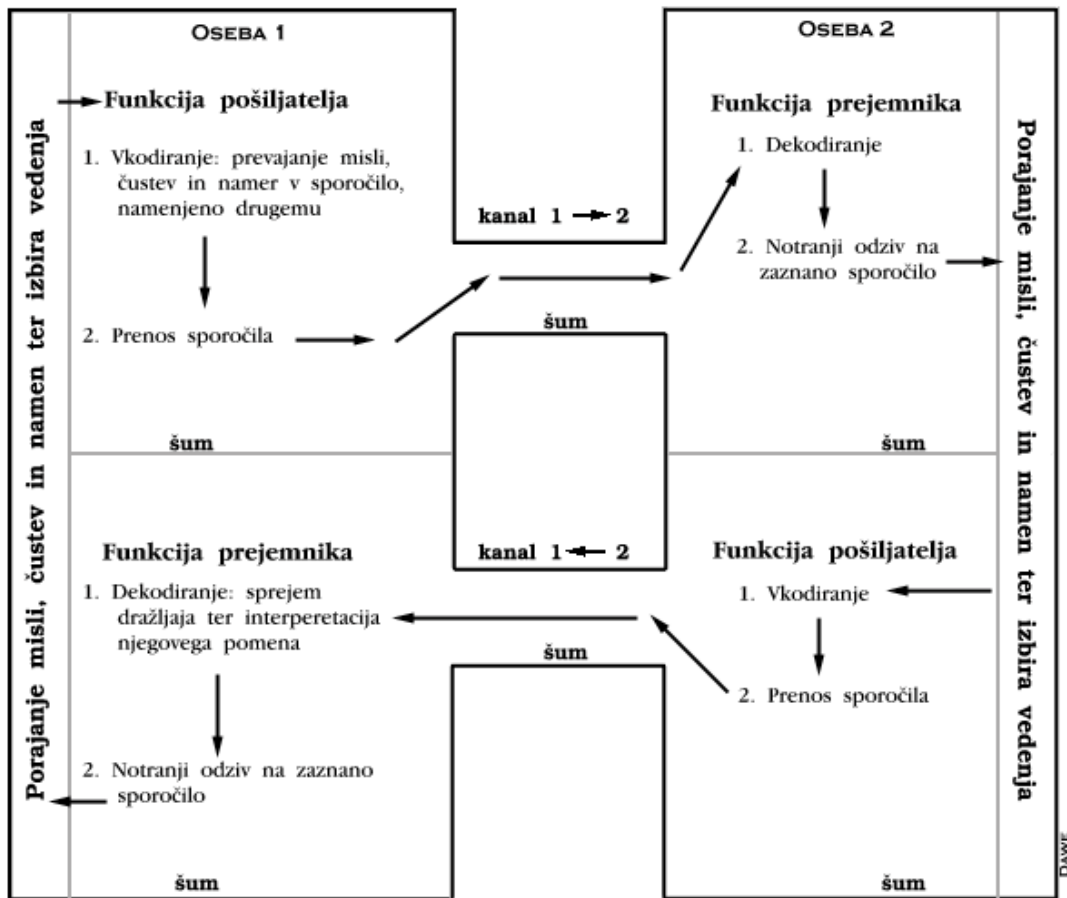 OSEBA 1
Funkcija pošiljatelja
1. Vkodiranje: prevajanje misli,
čustev in namer v sporočilo,
namenjeno drugemu
2. Prenos sporočila
šum
kanal 1 2
šum
OSEBA 2
Funkcija prejemnika
1. Dekodiranje
2. Notranji odziv na
zaznano sporočilo
šum
Funkcija prejemnika
1. Dekodiranje: sprejem
dražljaja ter interperetacija
njegovega pomena
2. Notranji odziv na zaznano
sporočilo
šum
kanal 1 2
šum
Funkcija pošiljatelja
1. Vkodiranje
2. Prenos sporočila
šum
Porajanje misli, čustev in namen ter izbira vedenja
Porajanje misli, čustev in namen ter izbira vedenja
DAWE